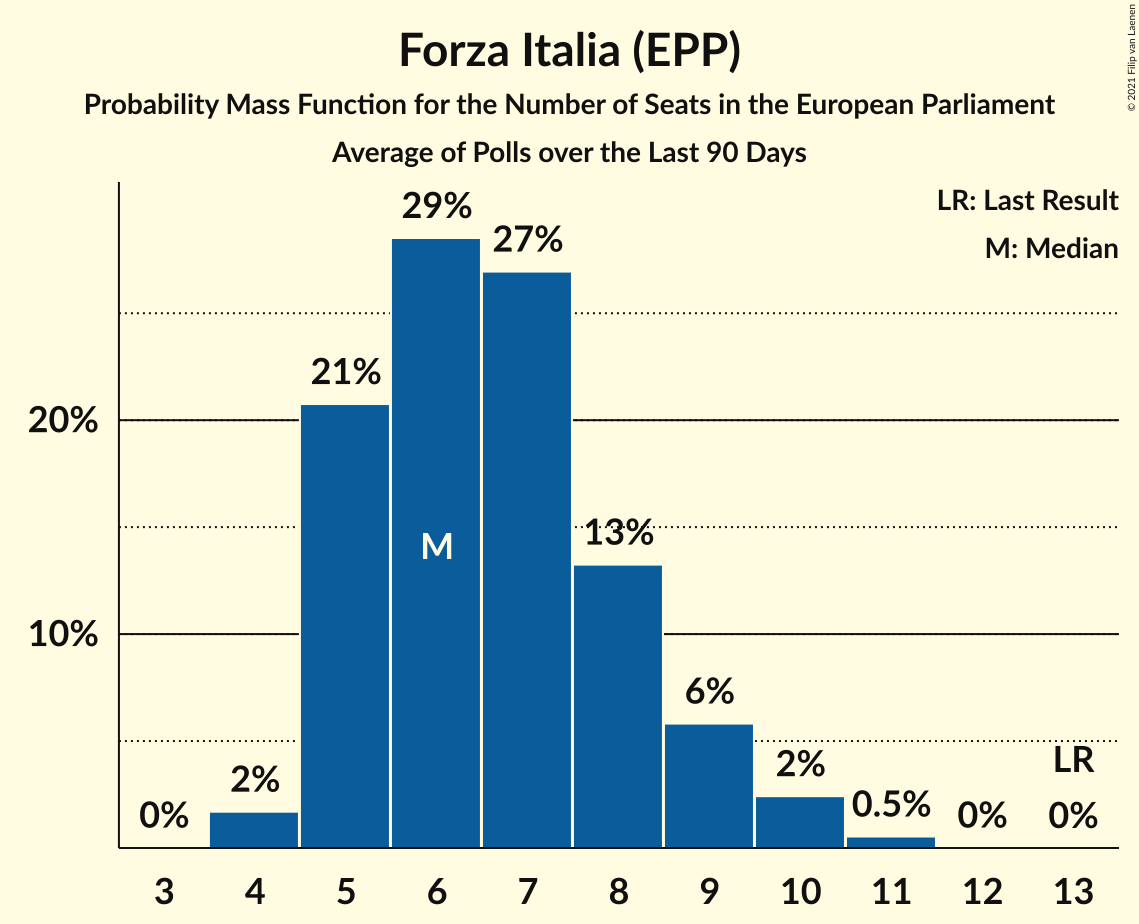 Forza Italia (EPP)
Probability Mass Function for the Number of Seats in the European Parliament
Average of Polls over the Last 90 Days
© 2021 Filip van Laenen
LR: Last Result
M: Median
29%
27%
21%
20%
13%
M
10%
6%
LR
2%
2%
0.5%
0%
0%
0%
3 4 5 6 7 8 9 10 11 12 13